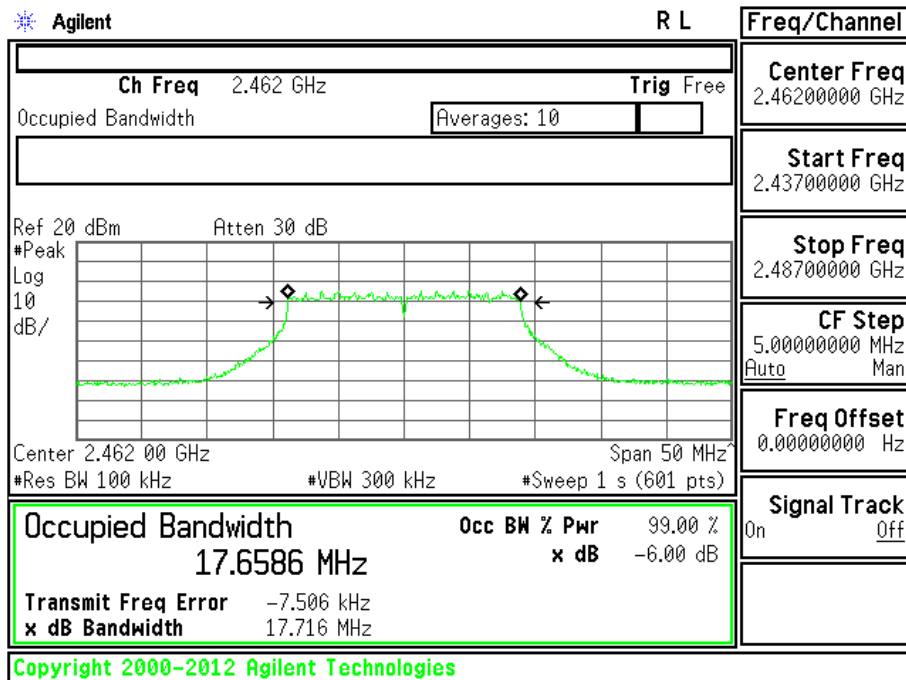 Agilent R L Freq/Channel
Ch Freq 2.462 GHz Trig Free
Occupied Bandwidth Averages: 10
Center Freq
2.46200000 GHz
Start Freq
2.43700000 GHz
Stop Freq
2.48700000 GHz
CF Step
5.00000000 MHz
Auto Man
Freq Offset
0.00000000 Hz
Signal Track
On Off
Ref 20 dBm Atten 30 dB
#Peak
Log
10
dB/
Center 2.462 00 GHz Span 50 MHz^
#Res BW 100 kHz #VBW 300 kHz #Sweep 1 s (601 pts)
Occupied Bandwidth Occ BW % Pwr 99.00 %
17.6586 MHz x dB -6.00 dB
Transmit Freq Error -7.506 kHz
x dB Bandwidth 17.716 MHz
Copyright 2000-2012 Agilent Technologies